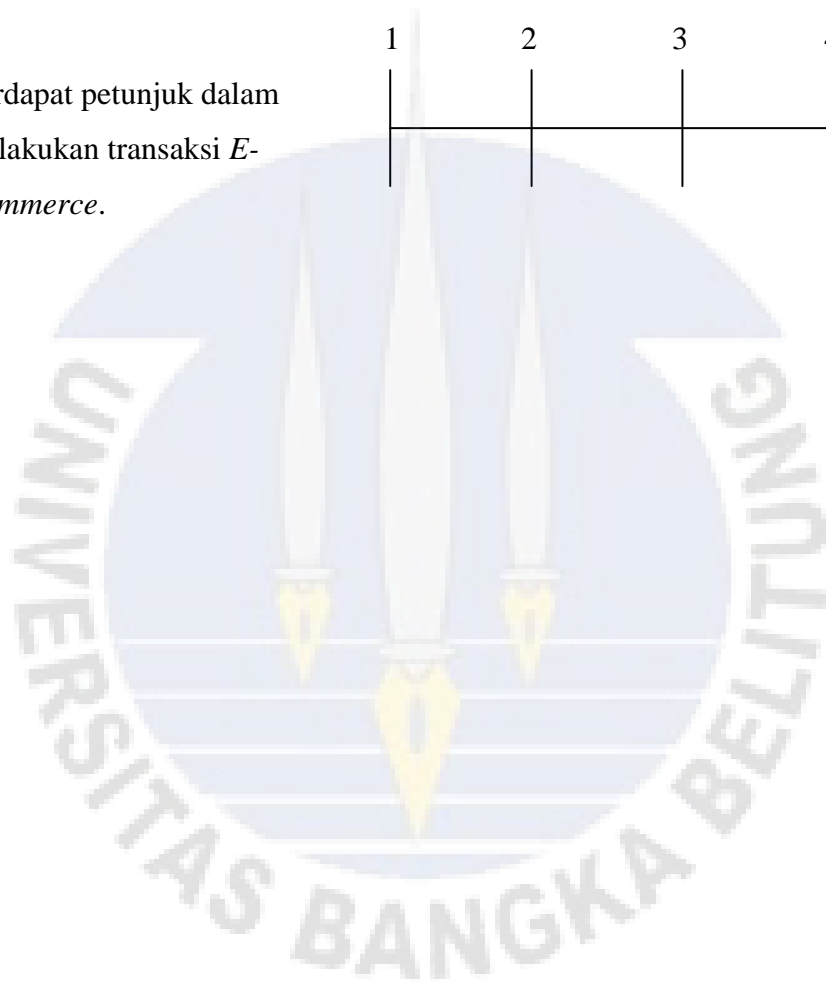 1 2 3
rdapat petunjuk dalam
lakukan transaksi E-
mmerce.
UNIVERSITAS BANGKA BELITUNG